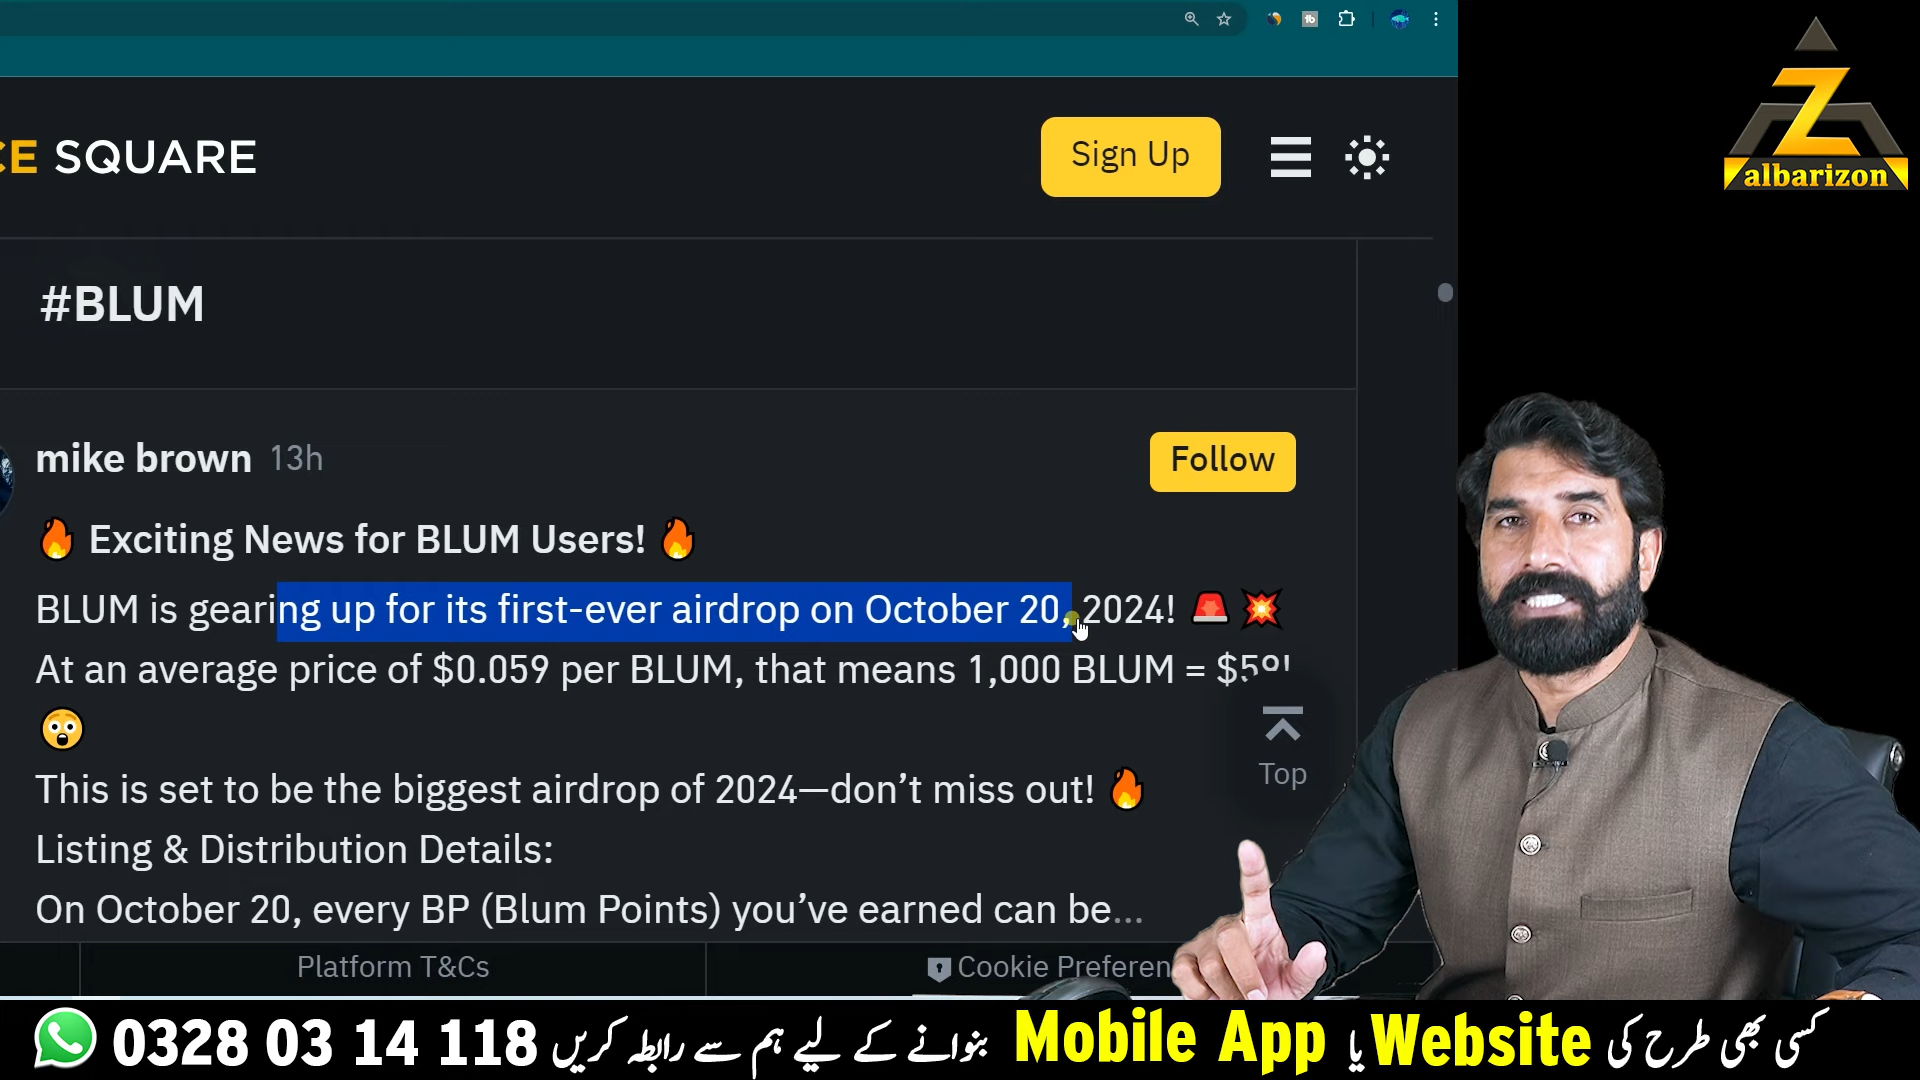 CE SQUARE
Sign Up
albarizon
#BLUM
mike brown 13h
Follow
🔥 Exciting News for BLUM Users! 🔥
BLUM is gearing up for its first-ever airdrop on October 20, 2024! 🚨💥
At an average price of $0.059 per BLUM, that means 1,000 BLUM = $59!
😲
This is set to be the biggest airdrop of 2024—don’t miss out! 🔥
Listing & Distribution Details:
On October 20, every BP (Blum Points) you’ve earned can be...
Top
Platform T&Cs
Cookie Preferen
کسی بھی طرح کی Website یا Mobile App بنوانے کے لیے ہم سے رابطہ کریں 0328 03 14 118